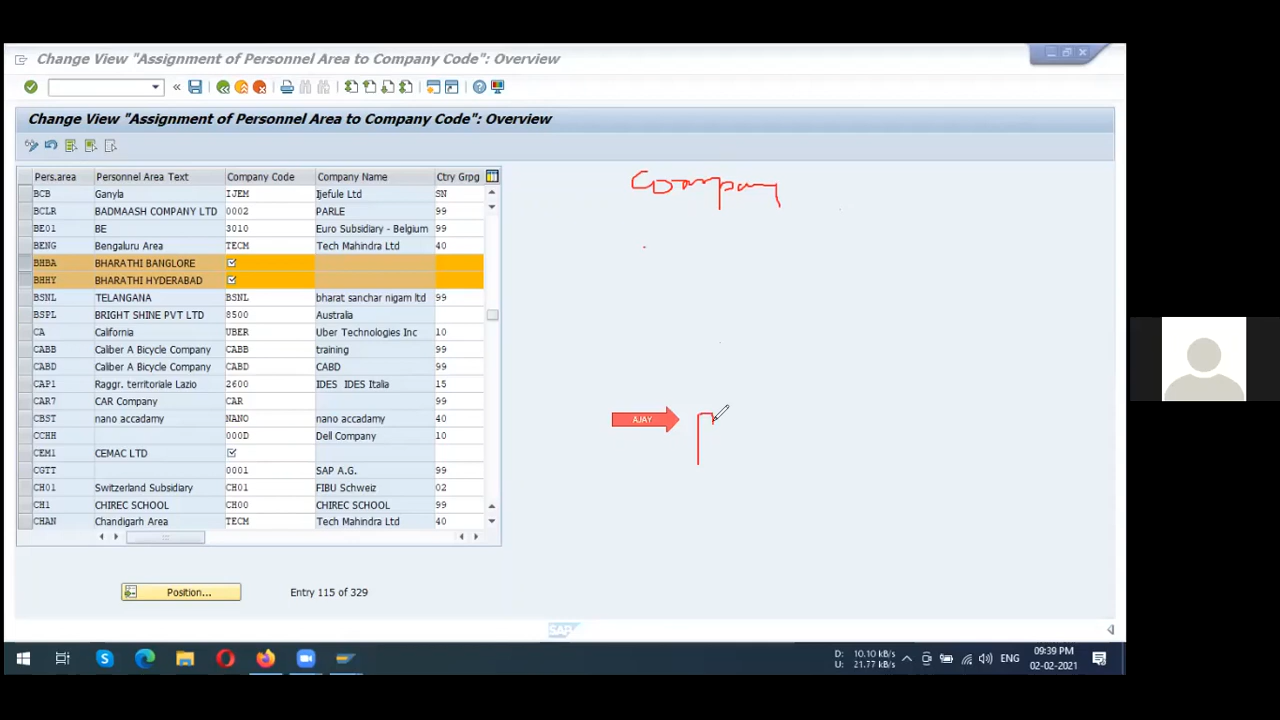 Change View "Assignment of Personnel Area to Company Code": Overview
Change View "Assignment of Personnel Area to Company Code": Overview
Pers.area Personnel Area Text Company Code Company Name Ctry Grpg
BCB Ganyla IJEM Ijefule Ltd SN
BCLR BADMAASH COMPANY LTD 0002 PARLE 99
BE01 BE 3010 Euro Subsidiary - Belgium 99
BENG Bengaluru Area TECM Tech Mahindra Ltd 40
BHBA BHARATHI BANGLORE
BHHY BHARATHI HYDERABAD
BSNL TELANGANA BSNL bharat sanchar nigam ltd 99
BSPL BRIGHT SHINE PVT LTD 8500 Australia
CA California UBER Uber Technologies Inc 10
CABB Caliber A Bicycle Company CABB training 99
CABD Caliber A Bicycle Company CABD CABD 99
CAP1 Raggr. territoriale Lazio 2600 IDES IDES Italia 15
CAR7 CAR Company CAR 99
CBST nano accadamy NANO nano accadamy 40
CCHH 000D Dell Company 10
CEM1 CEMAC LTD
CGTT 0001 SAP A.G. 99
CH01 Switzerland Subsidiary CH01 FIBU Schweiz 02
CH1 CHIREC SCHOOL CH00 CHIREC SCHOOL 99
CHAN Chandigarh Area TECM Tech Mahindra Ltd 40
Position... Entry 115 of 329
Company
AJAY
SAP
D: 10.10 kB/s
U: 21.77 kB/s
ENG
09:39 PM
02-02-2021